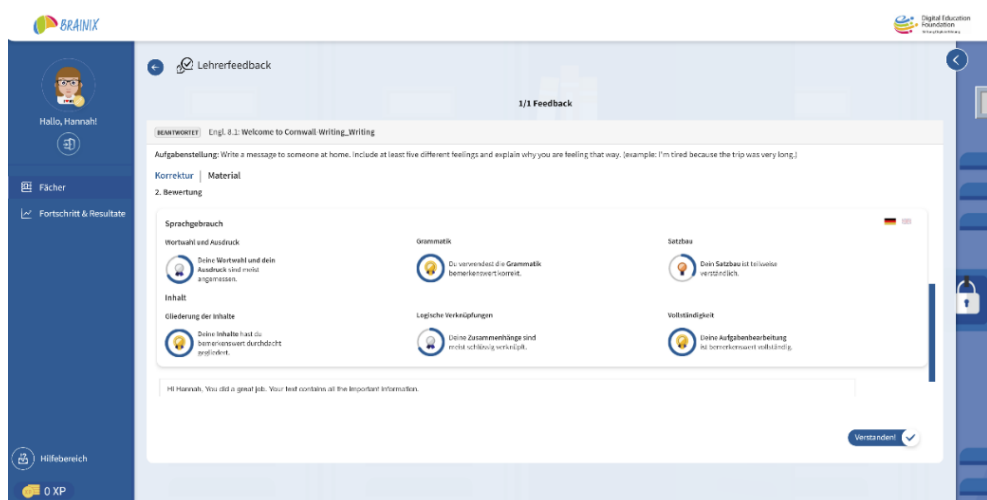 BRAINIX
Digital Education
Foundation
Lehrerfeedback
1/1 Feedback
Hallo, Hannah!
BEANTWORTET Engl. 8.1: Welcome to Cornwall-Writing_Writing
Aufgabenstellung: Write a message to someone at home. Include at least five different feelings and explain why you are feeling that way. (example: I'm tired because the trip was very long.)
Korrektur | Material
2. Bewertung
Fächer
Fortschritt & Resultate
Sprachgebrauch
Wortwahl und Ausdruck
Deine Wortwahl und dein
Ausdruck sind meist
angemessen.
Grammatik
Du verwendest die Grammatik
bemerkenswert korrekt.
Satzbau
Dein Satzbau ist teilweise
verständlich.
Inhalt
Gliederung der Inhalte
Deine Inhalte hast du
bemerkenswert durchdacht
gegliedert.
Logische Verknüpfungen
Deine Zusammenhänge sind
meist schlüssig verknüpft.
Vollständigkeit
Deine Aufgabenbearbeitung
ist bemerkenswert vollständig.
Hi Hannah, You did a great job. Your text contains all the important information.
Verstanden!
Hilfebereich
0 XP